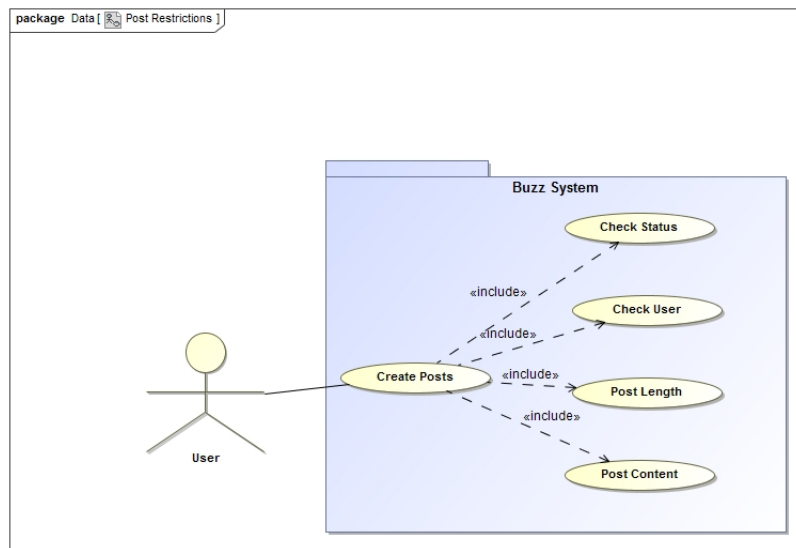 package Data [ Post Restrictions ]
Buzz System
Check Status
«include»
Check User
«include»
Create Posts
«include»
Post Length
«include»
Post Content
User